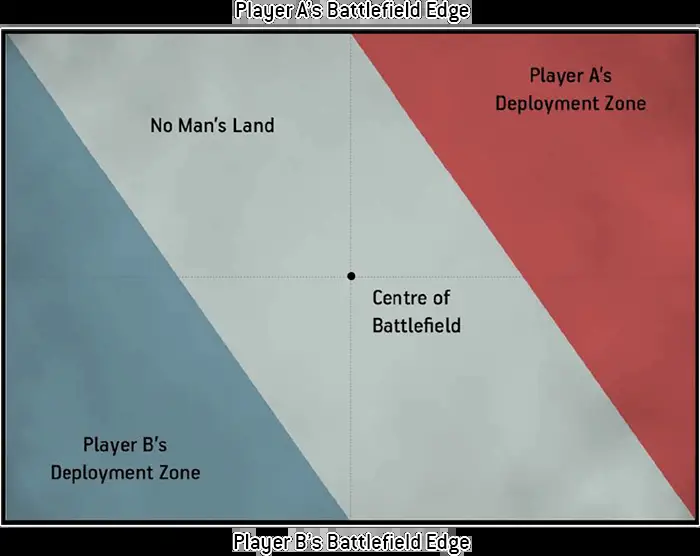 Player A's Battlefield Edge
Player A's
Deployment Zone
No Man's Land
Centre of
Battlefield
Player B's
Deployment Zone
Player B's Battlefield Edge